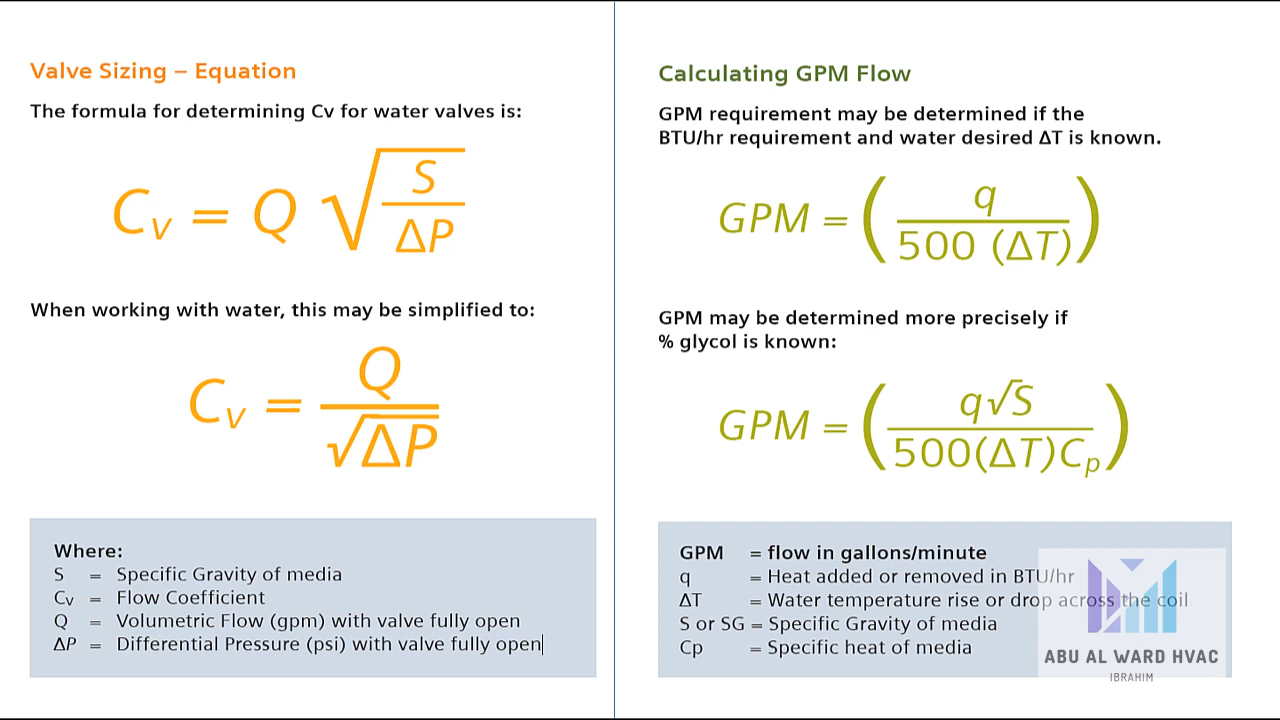 Valve Sizing – Equation
The formula for determining Cv for water valves is:
Cv = Q √(S/ΔP)
When working with water, this may be simplified to:
Cv = Q/√ΔP
Where:
S = Specific Gravity of media
Cv = Flow Coefficient
Q = Volumetric Flow (gpm) with valve fully open
ΔP = Differential Pressure (psi) with valve fully open
Calculating GPM Flow
GPM requirement may be determined if the
BTU/hr requirement and water desired ΔT is known.
GPM = (q/500 (ΔT))
GPM may be determined more precisely if
% glycol is known:
GPM = (q√S/500(ΔT)Cp)
GPM = flow in gallons/minute
q = Heat added or removed in BTU/hr
ΔT = Water temperature rise or drop across the coil
S or SG = Specific Gravity of media
Cp = Specific heat of media
ABU AL WARD HVAC
IBRAHIM